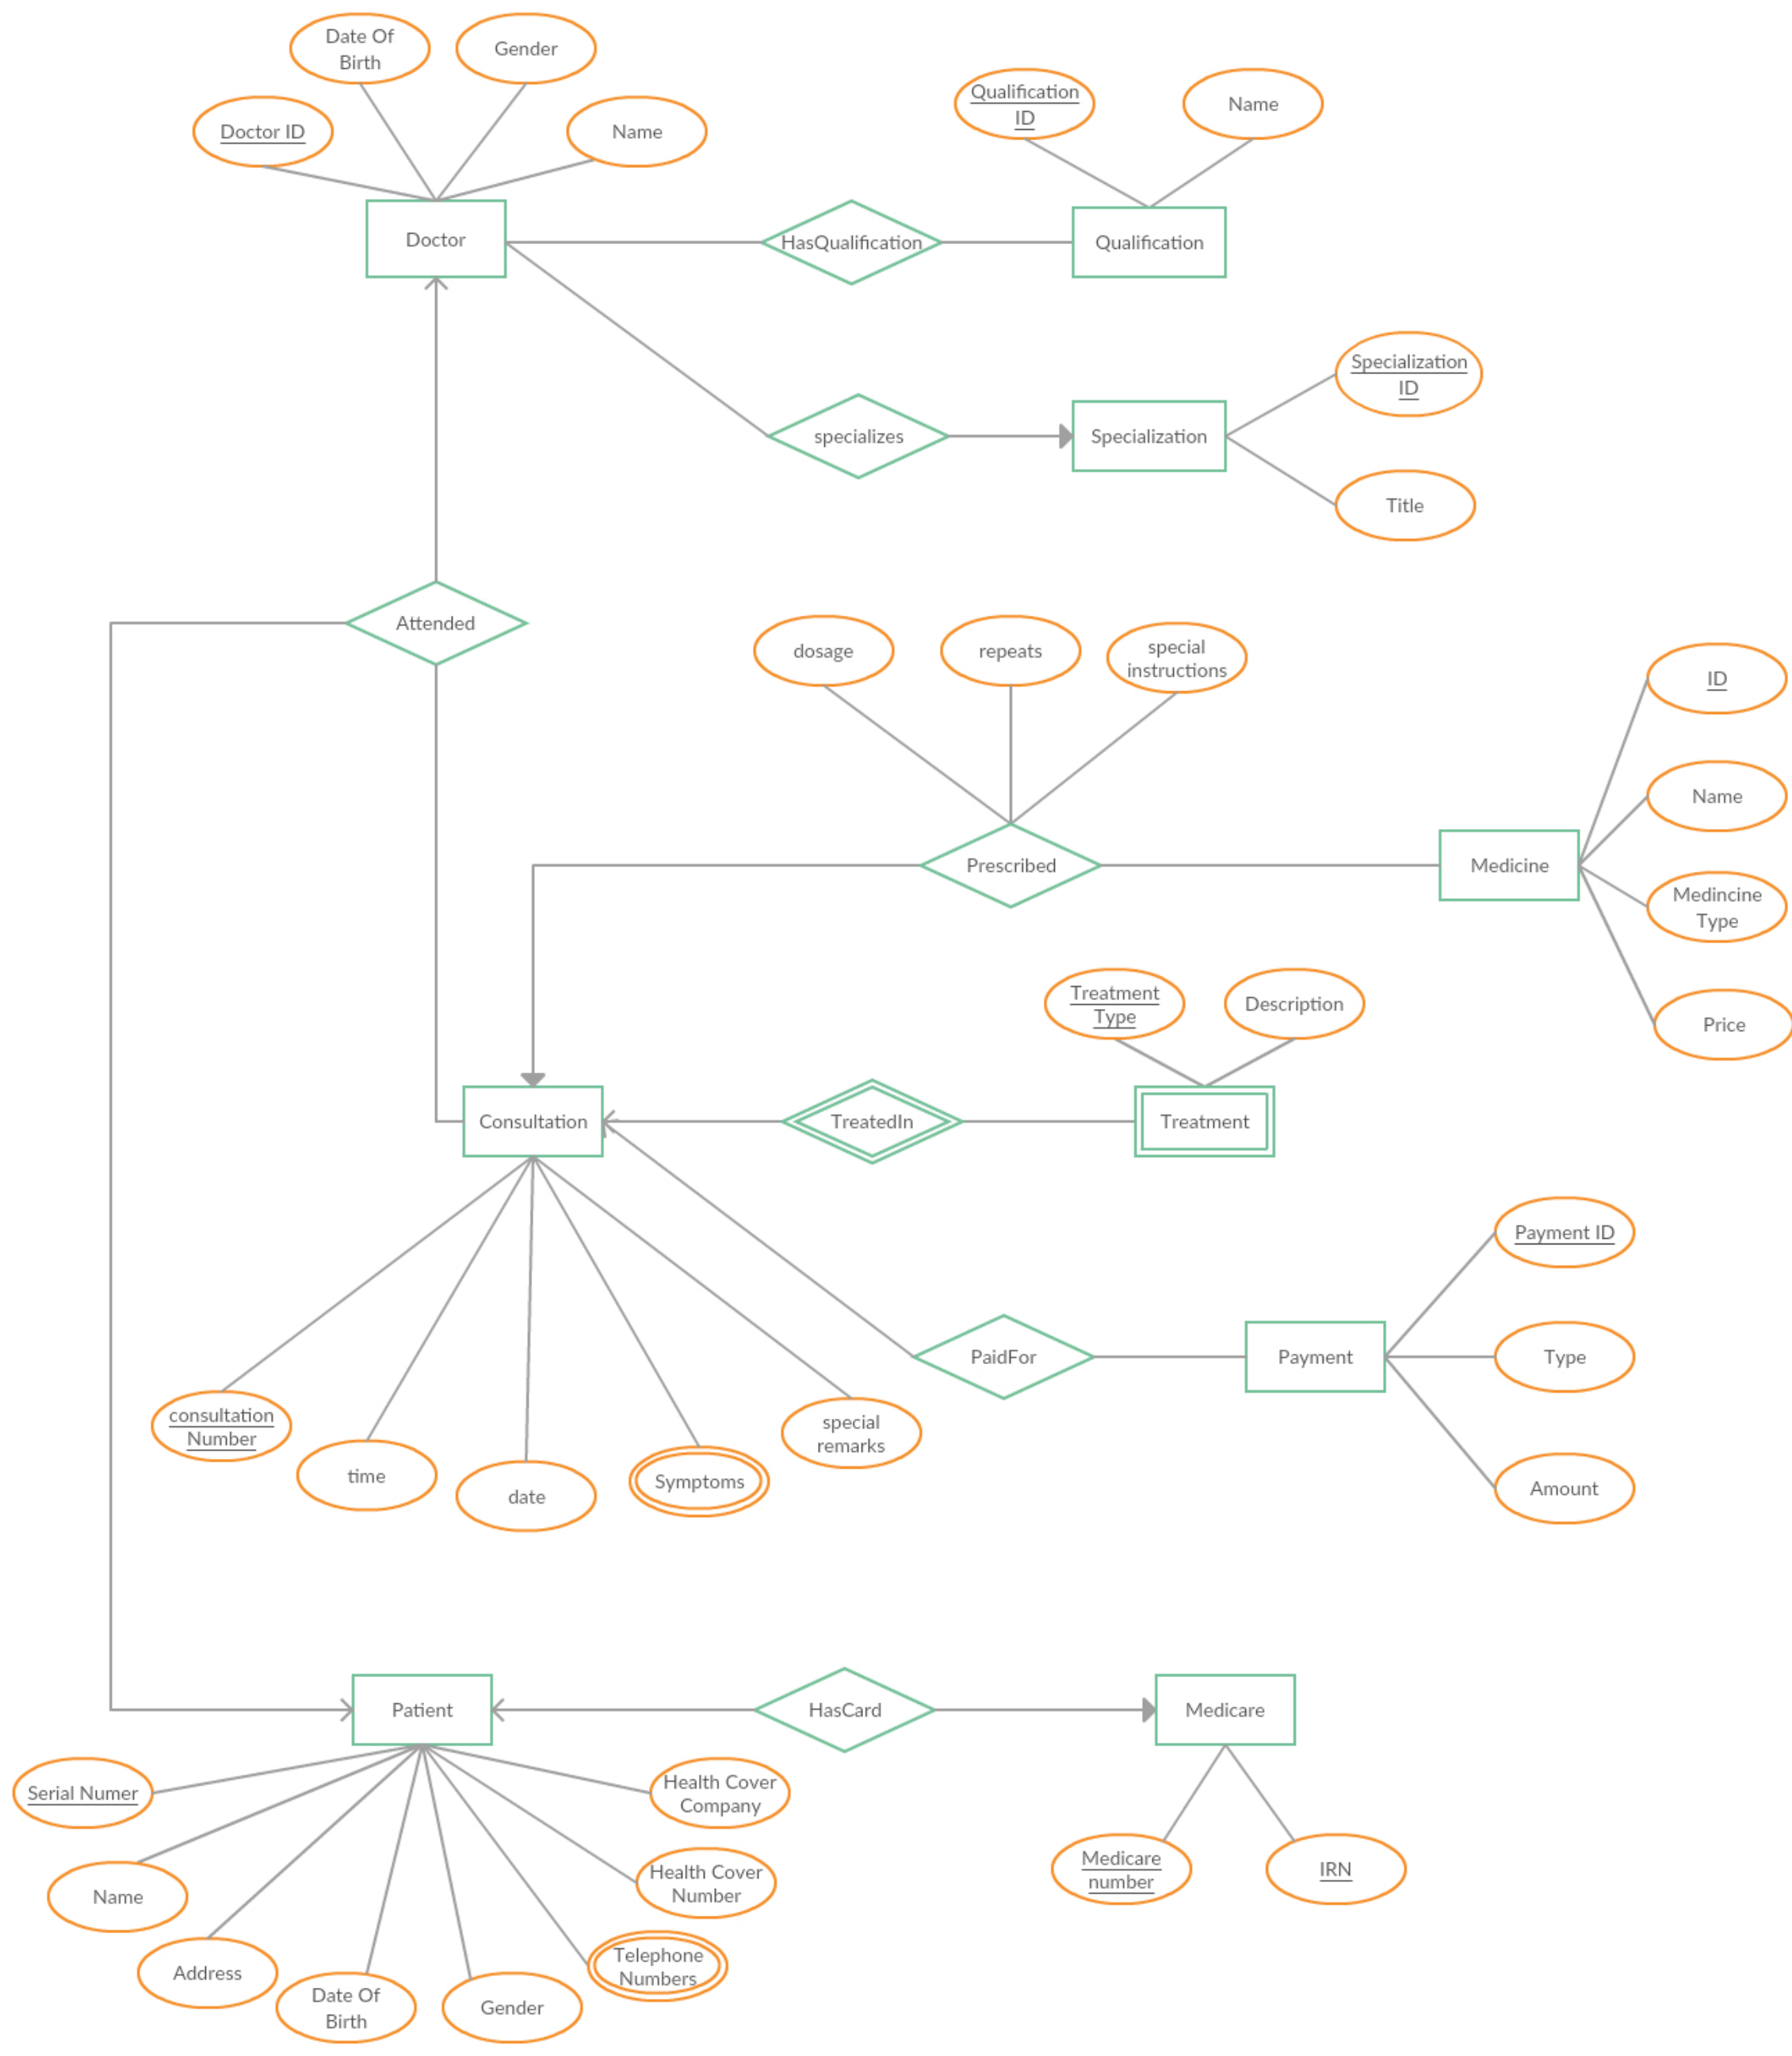 Date Of
Birth
Gender
Doctor ID
Name
Qualification
ID
Name
Doctor
HasQualification
Qualification
Specialization
ID
specializes
Specialization
Title
Attended
dosage
repeats
special
instructions
ID
Name
Prescribed
Medicine
Medincine
Type
Treatment
Type
Description
Price
Consultation
TreatedIn
Treatment
Payment ID
PaidFor
Payment
Type
consultation
Number
time
date
Symptoms
special
remarks
Amount
Patient
HasCard
Medicare
Serial Numer
Health Cover
Company
Name
Health Cover
Number
Medicare
number
IRN
Address
Date Of
Birth
Gender
Telephone
Numbers